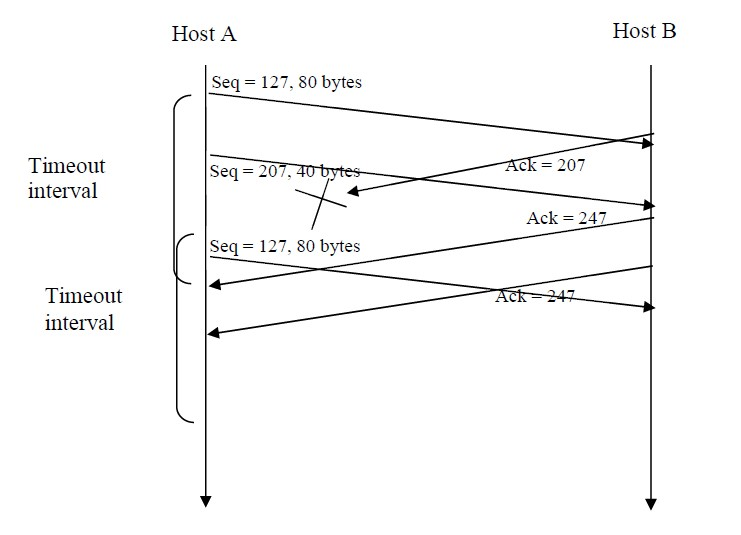 Host A
Host B
Seq = 127, 80 bytes
Timeout
interval
Ack = 207
Seq = 207, 40 bytes
Ack = 247
Seq = 127, 80 bytes
Timeout
interval
Ack = 247